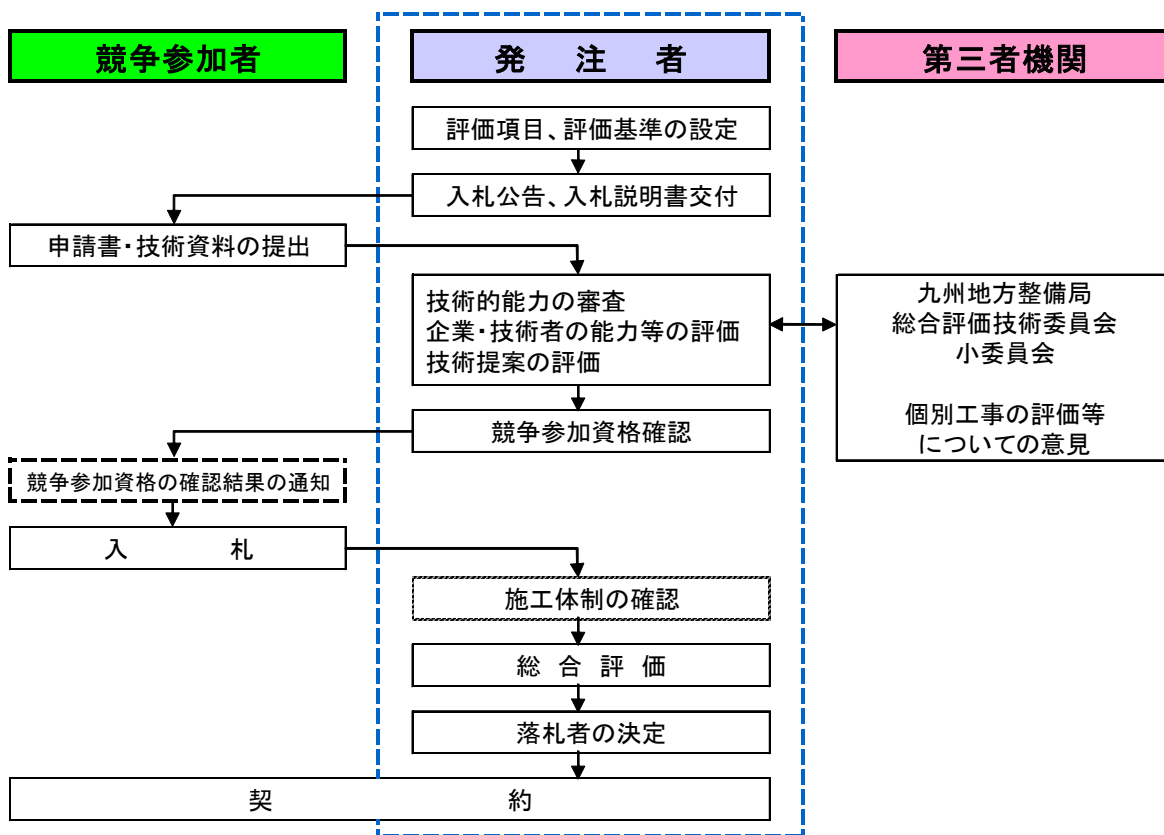 競争参加者
発 注 者
第三者機関
評価項目、評価基準の設定
入札公告、入札説明書交付
申請書・技術資料の提出
技術的能力の審査
企業・技術者の能力等の評価
技術提案の評価
九州地方整備局
総合評価技術委員会
小委員会
個別工事の評価等
についての意見
競争参加資格確認
競争参加資格の確認結果の通知
入 札
施工体制の確認
総 合 評 価
落札者の決定
契 約